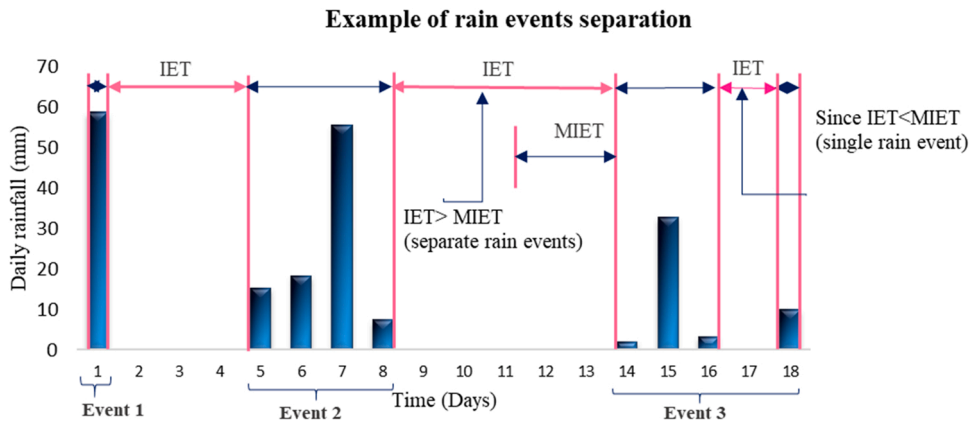 Example of rain events separation
IET
IET
IET
MIET
Since IET<MIET
(single rain event)
IET> MIET
(separate rain events)
Daily rainfall (mm)
70
60
50
40
30
20
10
0
1 2 3 4 5 6 7 8 9 10 11 12 13 14 15 16 17 18
Time (Days)
Event 1
Event 2
Event 3